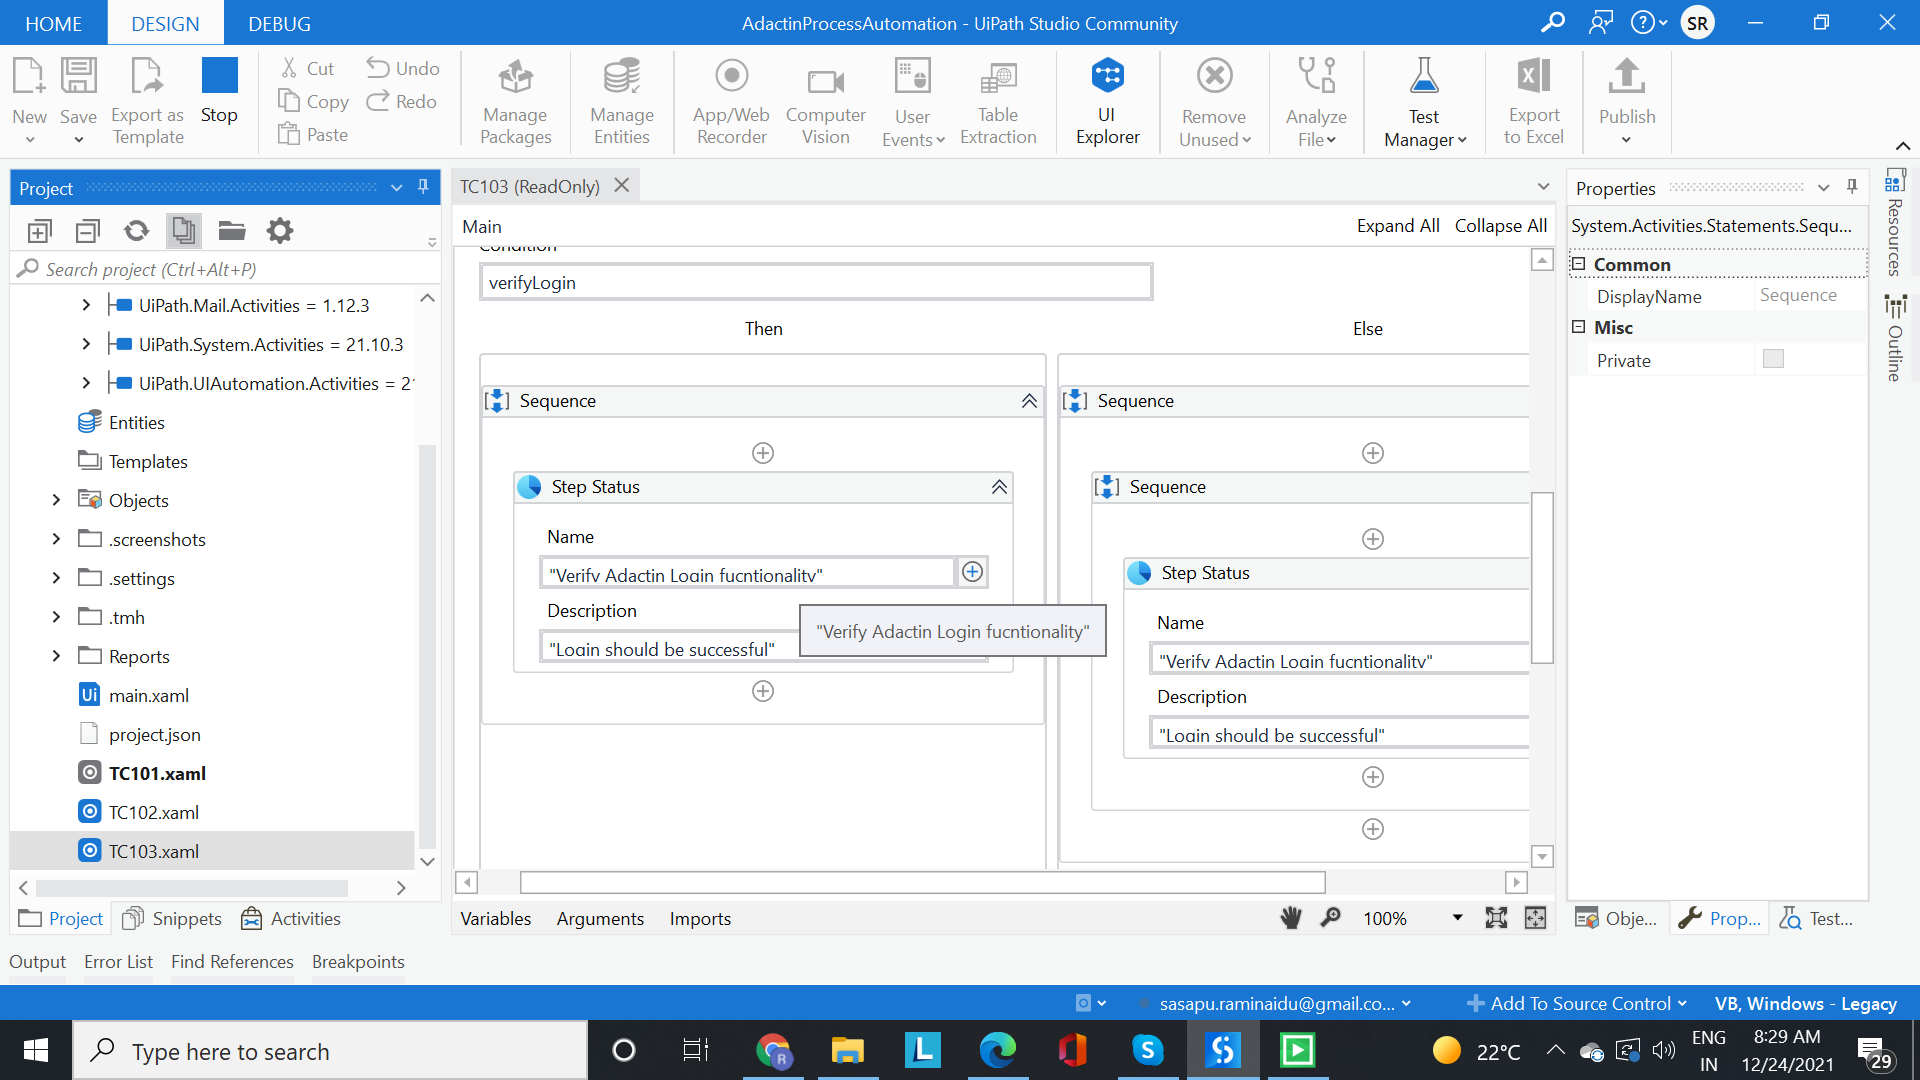 HOME DESIGN DEBUG AdactinProcessAutomation - UiPath Studio Community SR
New Save Export as Template Stop Cut Copy Paste Undo Redo
Manage Packages Manage Entities App/Web Recorder Computer Vision User Events Table Extraction UI Explorer Remove Unused Analyze File Test Manager Export to Excel Publish
Project
Search project (Ctrl+Alt+P)
UiPath.Mail.Activities = 1.12.3
UiPath.System.Activities = 21.10.3
UiPath.UIAutomation.Activities = 2
Entities
Templates
Objects
.screenshots
.settings
.tmh
Reports
main.xaml
project.json
TC101.xaml
TC102.xaml
TC103.xaml
Project Snippets Activities
TC103 (ReadOnly)
Main Expand All Collapse All
Condition
verifyLogin
Then Else
Sequence
Step Status
Name
"Verify Adactin Login fucntionality"
Description
"Login should be successful"
"Verify Adactin Login fucntionality"
Sequence
Sequence
Step Status
Name
"Verify Adactin Login fucntionality"
Description
"Login should be successful"
Variables Arguments Imports 100%
Properties
System.Activities.Statements.Sequ...
Common
DisplayName Sequence
Misc
Private
Obje... Prop... Test...
Resources
Outline
Output Error List Find References Breakpoints
sasapu.raminaidu@gmail.co... Add To Source Control VB, Windows - Legacy
Type here to search
22°C ENG IN 8:29 AM 12/24/2021 29